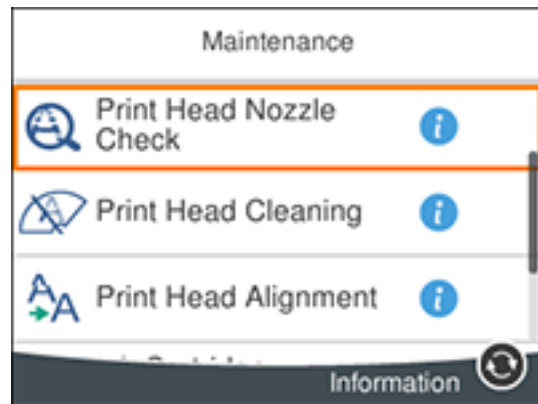 Maintenance
Print Head Nozzle
Check
Print Head Cleaning
Print Head Alignment
Information